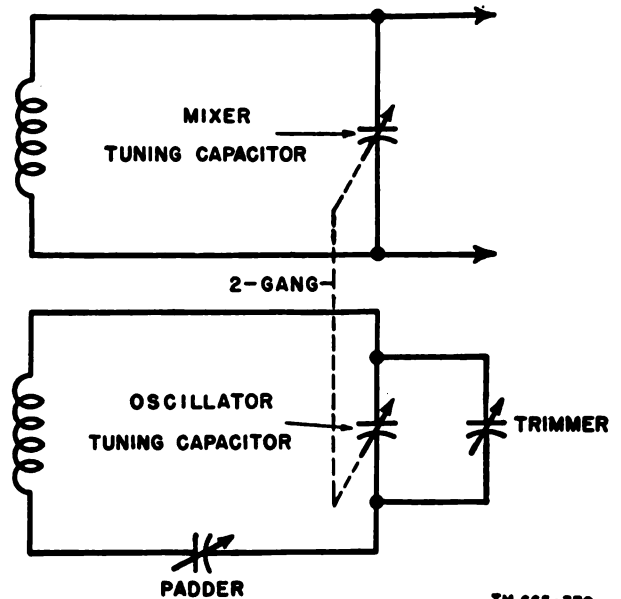 MIXER
TUNING CAPACITOR
2-GANG
OSCILLATOR
TUNING CAPACITOR
TRIMMER
PADDER